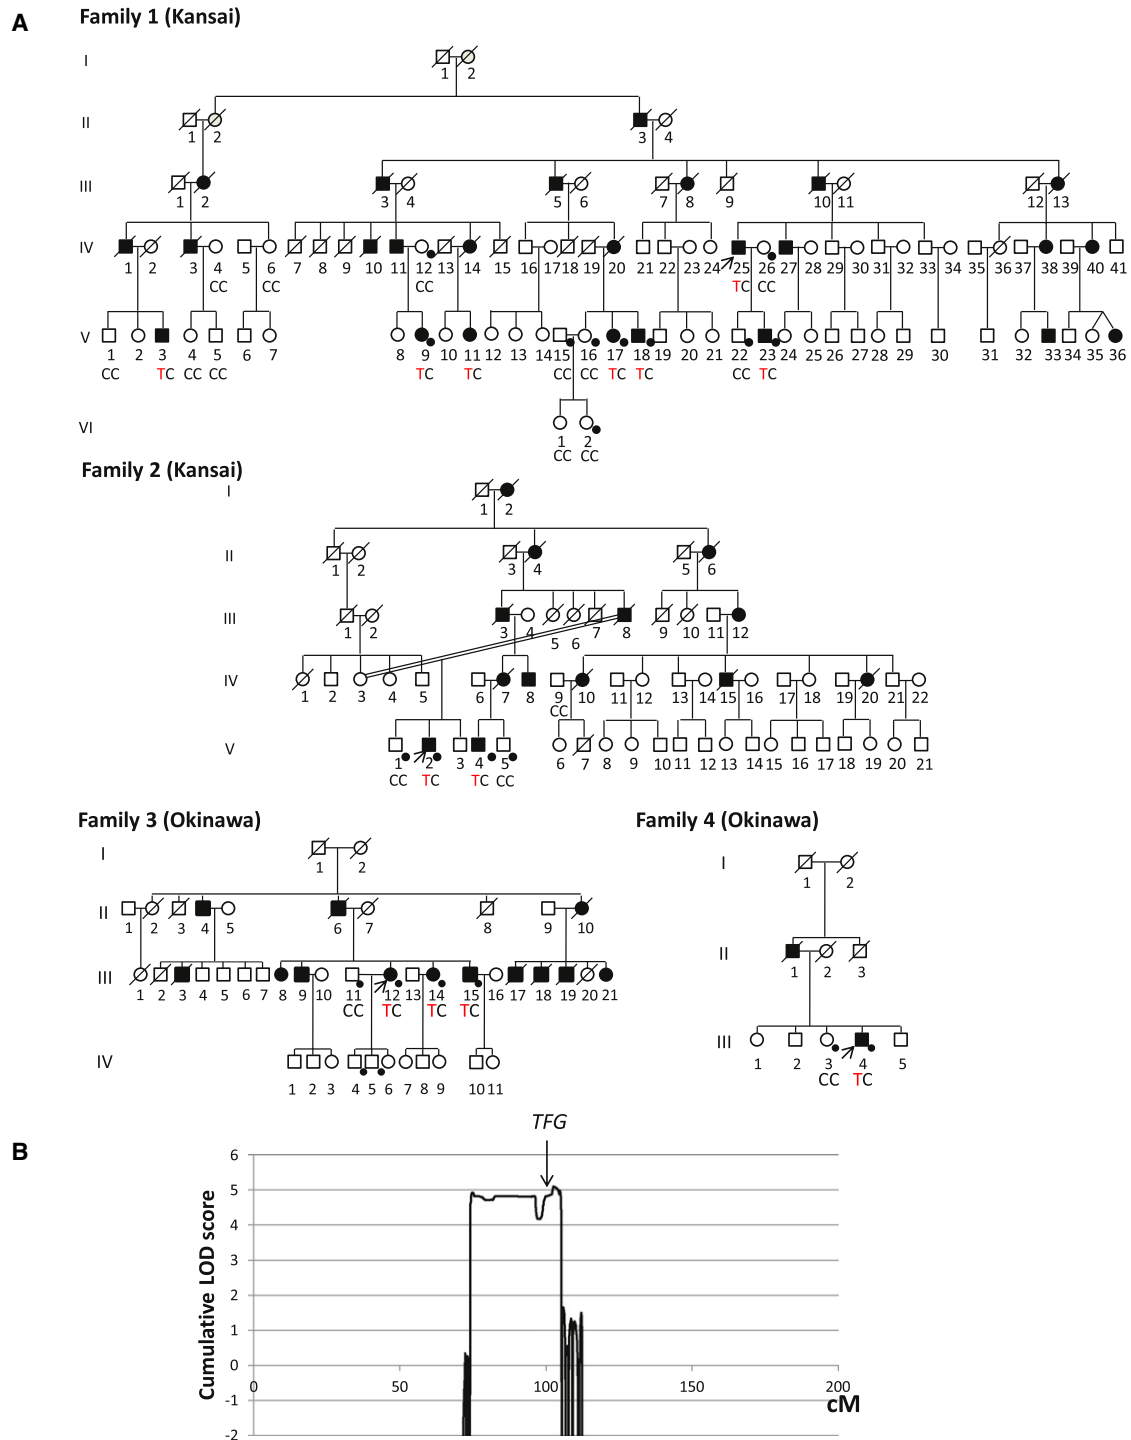 A
Family 1 (Kansai)
I
1 2
II
1 2 3 4
III
1 2 3 4 5 6 7 8 9 10 11 12 13
IV
1 2 3 4 5 6 7 8 9 10 11 12 13 14 15 16 17 18 19 20 21 22 23 24 25 26 27 28 29 30 31 32 33 34 35 36 37 38 39 40 41
CC CC CC TC CC
V
1 2 3 4 5 6 7 8 9 10 11 12 13 14 15 16 17 18 19 20 21 22 23 24 25 26 27 28 29 30 31 32 33 34 35 36
CC TC CC CC TC TC CC CC TC TC CC TC
VI
1 2
CC CC
Family 2 (Kansai)
I
1 2
II
1 2 3 4 5 6
III
1 2 3 4 5 6 7 8 9 10 11 12
IV
1 2 3 4 5 6 7 8 9 10 11 12 13 14 15 16 17 18 19 20 21 22
CC
V
1 2 3 4 5 6 7 8 9 10 11 12 13 14 15 16 17 18 19 20 21
CC TC TC CC
Family 3 (Okinawa)
I
1 2
II
1 2 3 4 5 6 7 8 9 10
III
1 2 3 4 5 6 7 8 9 10 11 12 13 14 15 16 17 18 19 20 21
CC TC TC TC
IV
1 2 3 4 5 6 7 8 9 10 11
Family 4 (Okinawa)
I
1 2
II
1 2 3
III
1 2 3 4 5
CC TC
B
TFG
Cumulative LOD score
6
5
4
3
2
1
0
-1
-2
0 50 100 150 200
cM